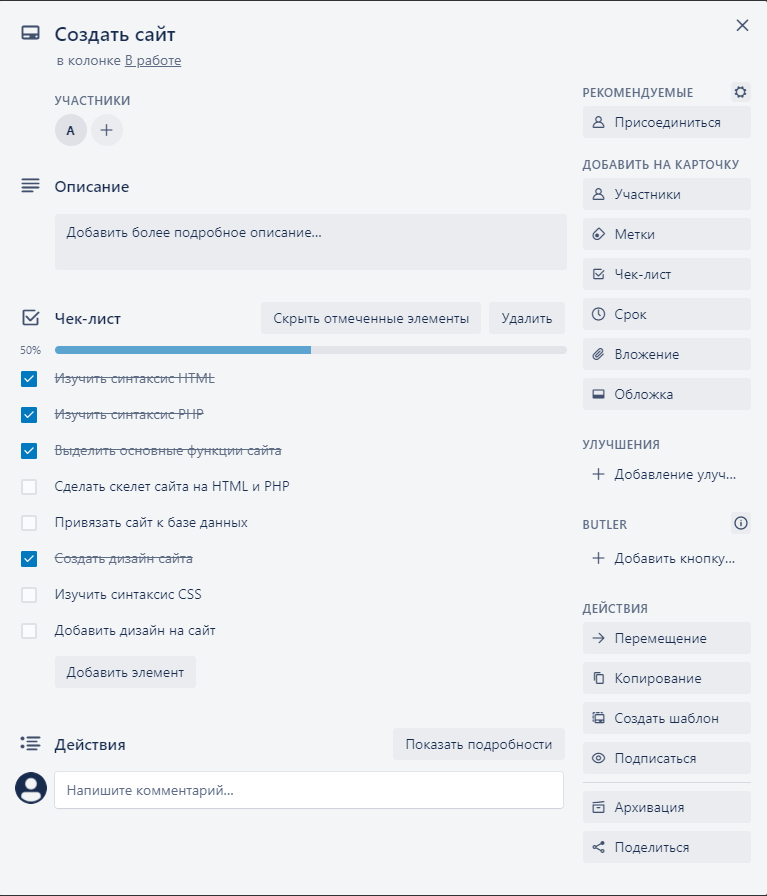 Создать сайт
в колонке В работе
УЧАСТНИКИ
А
Описание
Добавить более подробное описание...
Чек-лист
Скрыть отмеченные элементы
Удалить
50%
Изучить синтаксис HTML
Изучить синтаксис PHP
Выделить основные функции сайта
Сделать скелет сайта на HTML и PHP
Привязать сайт к базе данных
Создать дизайн сайта
Изучить синтаксис CSS
Добавить дизайн на сайт
Добавить элемент
Действия
Показать подробности
Напишите комментарий...
РЕКОМЕНДУЕМЫЕ
Присоединиться
ДОБАВИТЬ НА КАРТОЧКУ
Участники
Метки
Чек-лист
Срок
Вложение
Обложка
УЛУЧШЕНИЯ
Добавление улуч...
BUTLER
Добавить кнопку...
ДЕЙСТВИЯ
Перемещение
Копирование
Создать шаблон
Подписаться
Архивация
Поделиться